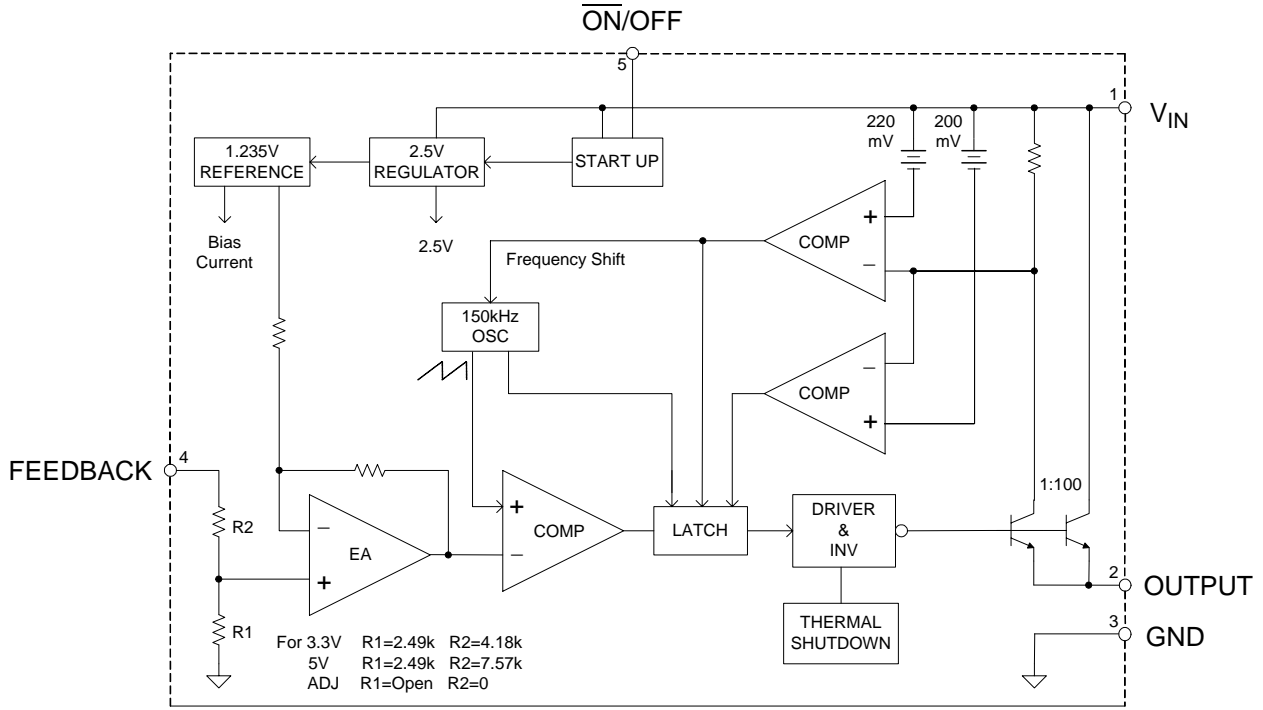 ON/OFF
5
1
V_IN
220
mV
200
mV
1.235V
REFERENCE
2.5V
REGULATOR
START UP
+
COMP
−
Bias
Current
2.5V
Frequency Shift
150kHz
OSC
−
COMP
+
4
FEEDBACK
1:100
R2
−
EA
+
+
COMP
−
LATCH
DRIVER
&
INV
2
OUTPUT
R1
THERMAL
SHUTDOWN
3
GND
For 3.3V R1=2.49k R2=4.18k
5V R1=2.49k R2=7.57k
ADJ R1=Open R2=0